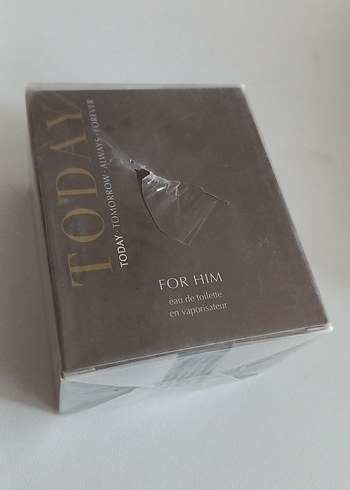 TODAY
TODAY · TOMORROW · ALWAYS · FOREVER
FOR HIM
eau de toilette
en vaporisateur